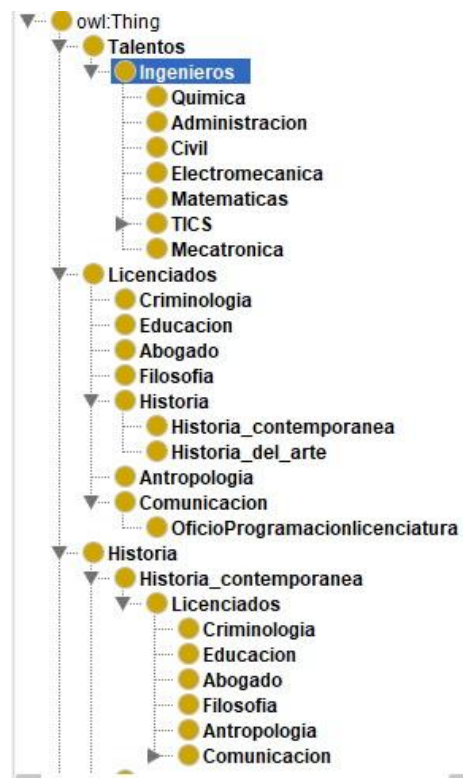 owl:Thing
Talentos
Ingenieros
Quimica
Administracion
Civil
Electromecanica
Matematicas
TICS
Mecatronica
Licenciados
Criminologia
Educacion
Abogado
Filosofia
Historia
Historia_contemporanea
Historia_del_arte
Antropologia
Comunicacion
OficioProgramacionlicenciatura
Historia
Historia_contemporanea
Licenciados
Criminologia
Educacion
Abogado
Filosofia
Antropologia
Comunicacion